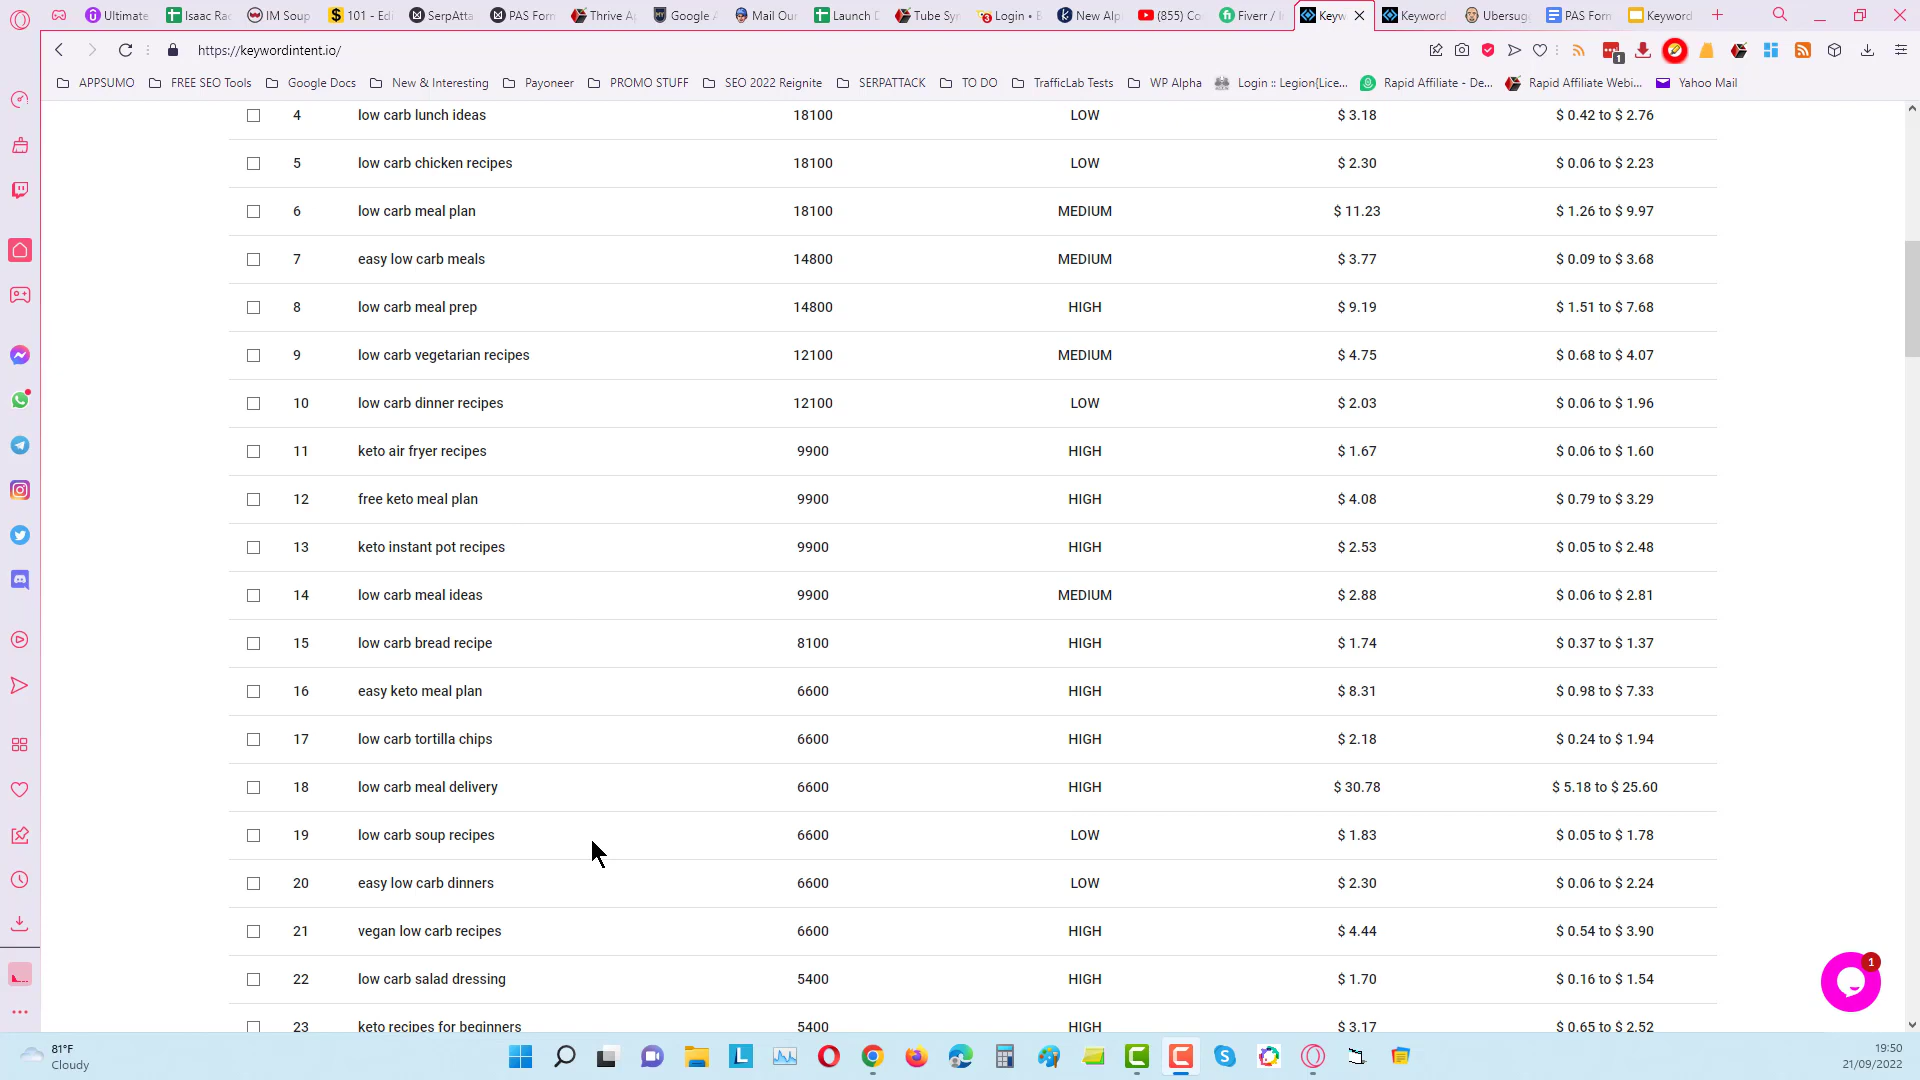 Ultimate
Isaac Rac
IM Soup
101 - Edi
SerpAtta
PAS Forn
Thrive A
Google A
Mail Our
Launch D
Tube Syn
Login •
New Alp
(855) Co
Fiverr / I
Keyw
Keyword
Ubersug
PAS Forn
Keyword
https://keywordintent.io/
1
APPSUMO
FREE SEO Tools
Google Docs
New & Interesting
Payoneer
PROMO STUFF
SEO 2022 Reignite
SERPATTACK
TO DO
TrafficLab Tests
WP Alpha
Login :: Legion{Lice...
Rapid Affiliate - De...
Rapid Affiliate Webi...
Yahoo Mail
4 low carb lunch ideas 18100 LOW $ 3.18 $ 0.42 to $ 2.76
5 low carb chicken recipes 18100 LOW $ 2.30 $ 0.06 to $ 2.23
6 low carb meal plan 18100 MEDIUM $ 11.23 $ 1.26 to $ 9.97
7 easy low carb meals 14800 MEDIUM $ 3.77 $ 0.09 to $ 3.68
8 low carb meal prep 14800 HIGH $ 9.19 $ 1.51 to $ 7.68
9 low carb vegetarian recipes 12100 MEDIUM $ 4.75 $ 0.68 to $ 4.07
10 low carb dinner recipes 12100 LOW $ 2.03 $ 0.06 to $ 1.96
11 keto air fryer recipes 9900 HIGH $ 1.67 $ 0.06 to $ 1.60
12 free keto meal plan 9900 HIGH $ 4.08 $ 0.79 to $ 3.29
13 keto instant pot recipes 9900 HIGH $ 2.53 $ 0.05 to $ 2.48
14 low carb meal ideas 9900 MEDIUM $ 2.88 $ 0.06 to $ 2.81
15 low carb bread recipe 8100 HIGH $ 1.74 $ 0.37 to $ 1.37
16 easy keto meal plan 6600 HIGH $ 8.31 $ 0.98 to $ 7.33
17 low carb tortilla chips 6600 HIGH $ 2.18 $ 0.24 to $ 1.94
18 low carb meal delivery 6600 HIGH $ 30.78 $ 5.18 to $ 25.60
19 low carb soup recipes 6600 LOW $ 1.83 $ 0.05 to $ 1.78
20 easy low carb dinners 6600 LOW $ 2.30 $ 0.06 to $ 2.24
21 vegan low carb recipes 6600 HIGH $ 4.44 $ 0.54 to $ 3.90
22 low carb salad dressing 5400 HIGH $ 1.70 $ 0.16 to $ 1.54
23 keto recipes for beginners 5400 HIGH $ 3.17 $ 0.65 to $ 2.52
1
81°F
Cloudy
19:50
21/09/2022